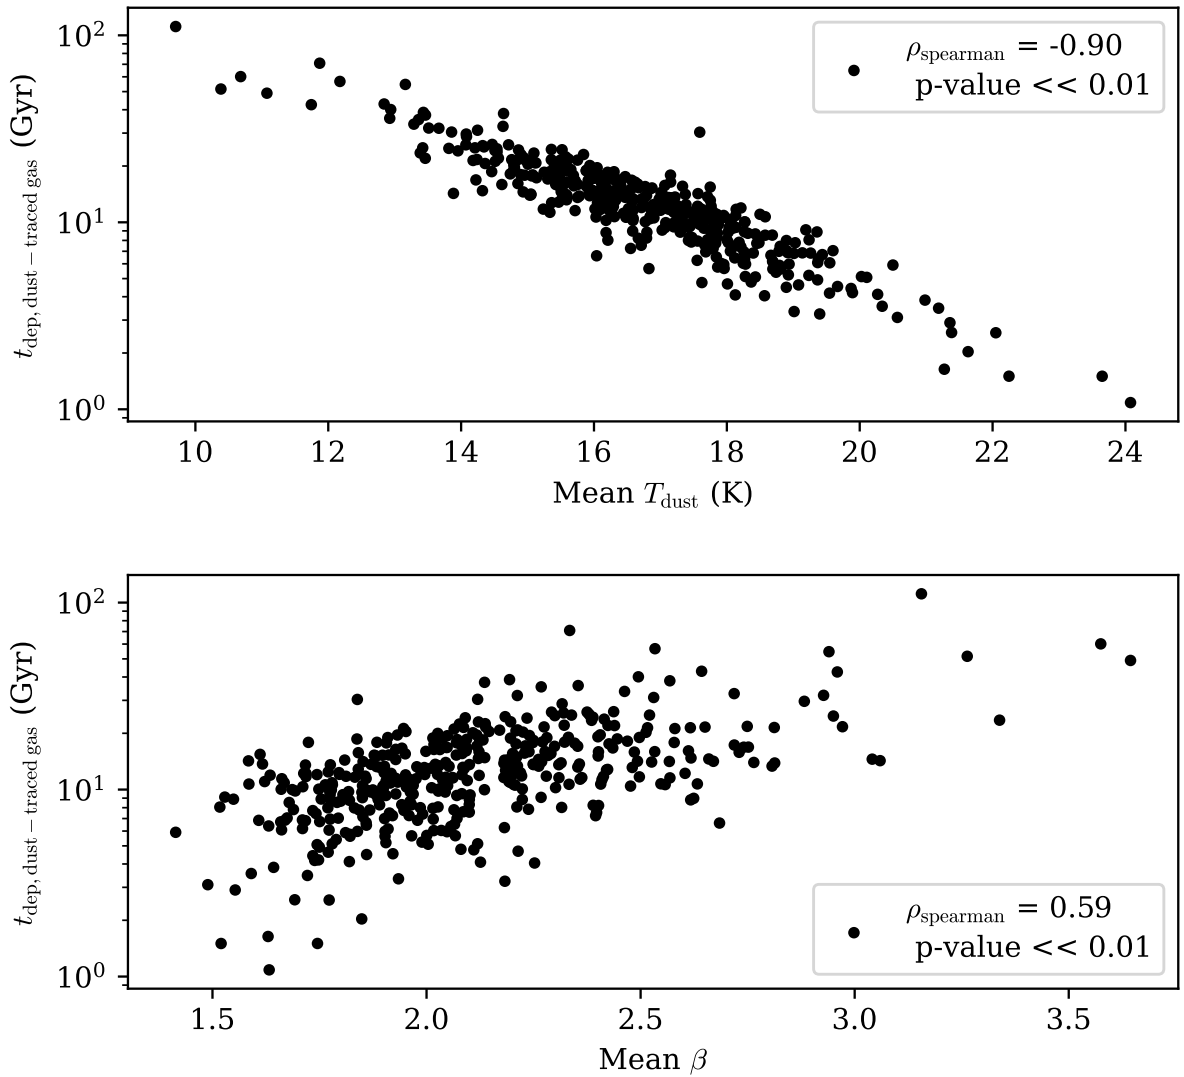 10²
10¹
10⁰
t_dep, dust − traced gas (Gyr)
ρ_spearman = -0.90
p-value << 0.01
10 12 14 16 18 20 22 24
Mean T_dust (K)
10²
10¹
10⁰
t_dep, dust − traced gas (Gyr)
ρ_spearman = 0.59
p-value << 0.01
1.5 2.0 2.5 3.0 3.5
Mean β